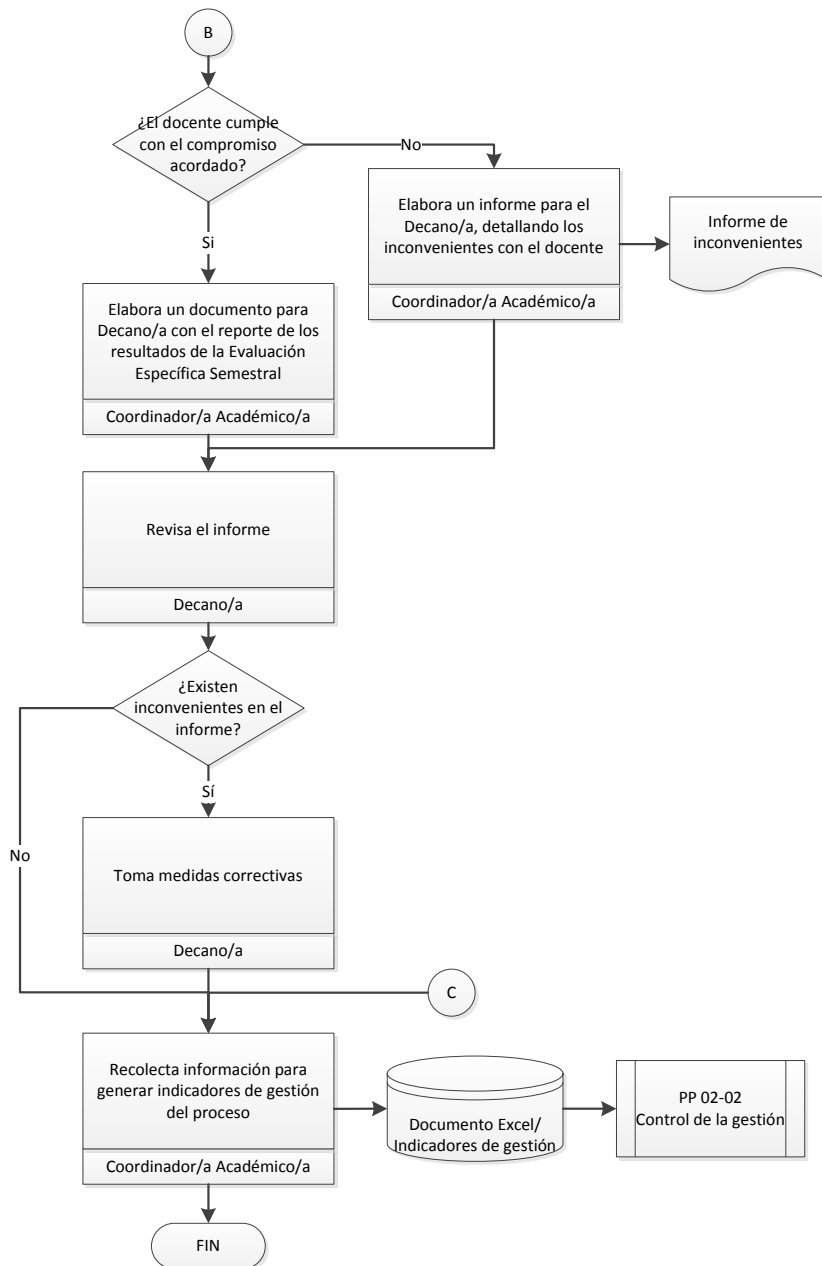 B
¿El docente cumple
con el compromiso
acordado?
No
Elabora un informe para el
Decano/a, detallando los
inconvenientes con el docente
Coordinador/a Académico/a
Informe de
inconvenientes
Si
Elabora un documento para
Decano/a con el reporte de los
resultados de la Evaluación
Específica Semestral
Coordinador/a Académico/a
Revisa el informe
Decano/a
¿Existen
inconvenientes en el
informe?
Sí
No
Toma medidas correctivas
Decano/a
C
Recolecta información para
generar indicadores de gestión
del proceso
Coordinador/a Académico/a
Documento Excel/
Indicadores de gestión
PP 02-02
Control de la gestión
FIN